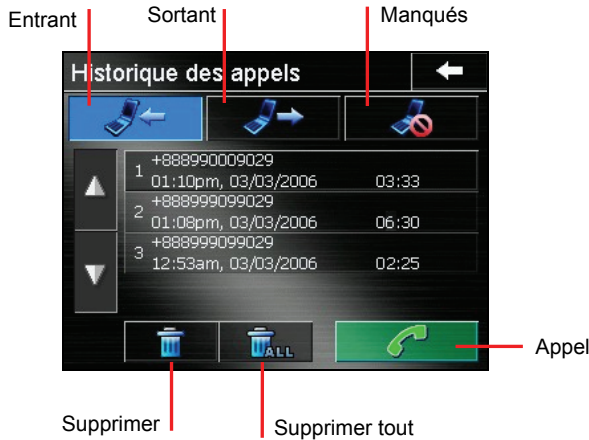 Entrant Sortant Manqués
Historique des appels
1 +888990009029
01:10pm, 03/03/2006 03:33
2 +888999099029
01:08pm, 03/03/2006 06:30
3 +888999099029
12:53am, 03/03/2006 02:25
ALL
Appel
Supprimer Supprimer tout